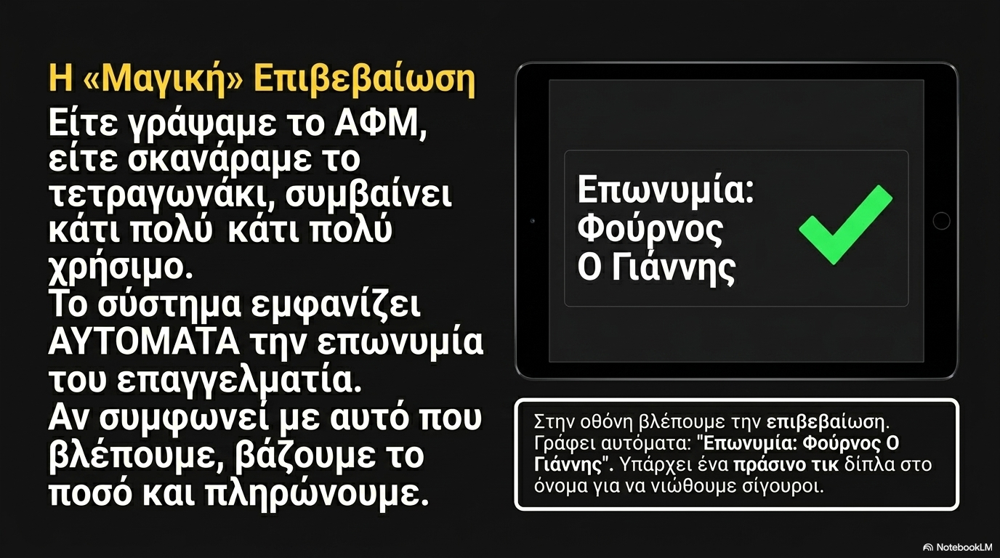 Η «Μαγική» Επιβεβαίωση
Είτε γράψαμε το ΑΦΜ,
είτε σκανάραμε το
τετραγωνάκι, συμβαίνει
κάτι πολύ κάτι πολύ
χρήσιμο.
Το σύστημα εμφανίζει
ΑΥΤΟΜΑΤΑ την επωνυμία
του επαγγελματία.
Αν συμφωνεί με αυτό που
βλέπουμε, βάζουμε το
ποσό και πληρώνουμε.
Επωνυμία:
Φούρνος
Ο Γιάννης
Στην οθόνη βλέπουμε την επιβεβαίωση.
Γράφει αυτόματα: "Επωνυμία: Φούρνος Ο
Γιάννης". Υπάρχει ένα πράσινο τικ δίπλα στο
όνομα για να νιώθουμε σίγουροι.
NotebookLM